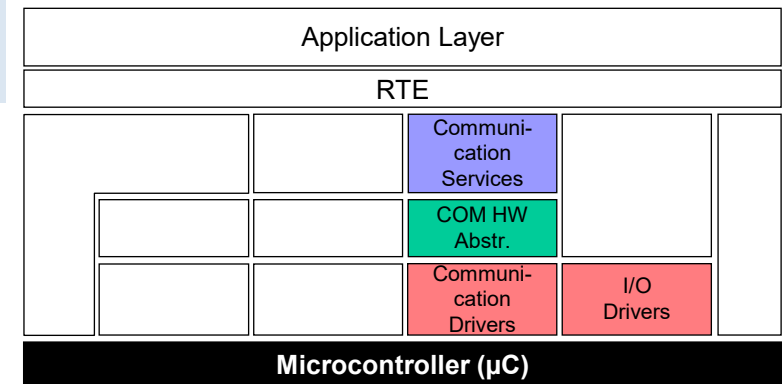 Application Layer
RTE
Communi-
cation
Services
COM HW
Abstr.
Communi-
cation
Drivers
I/O
Drivers
Microcontroller (µC)